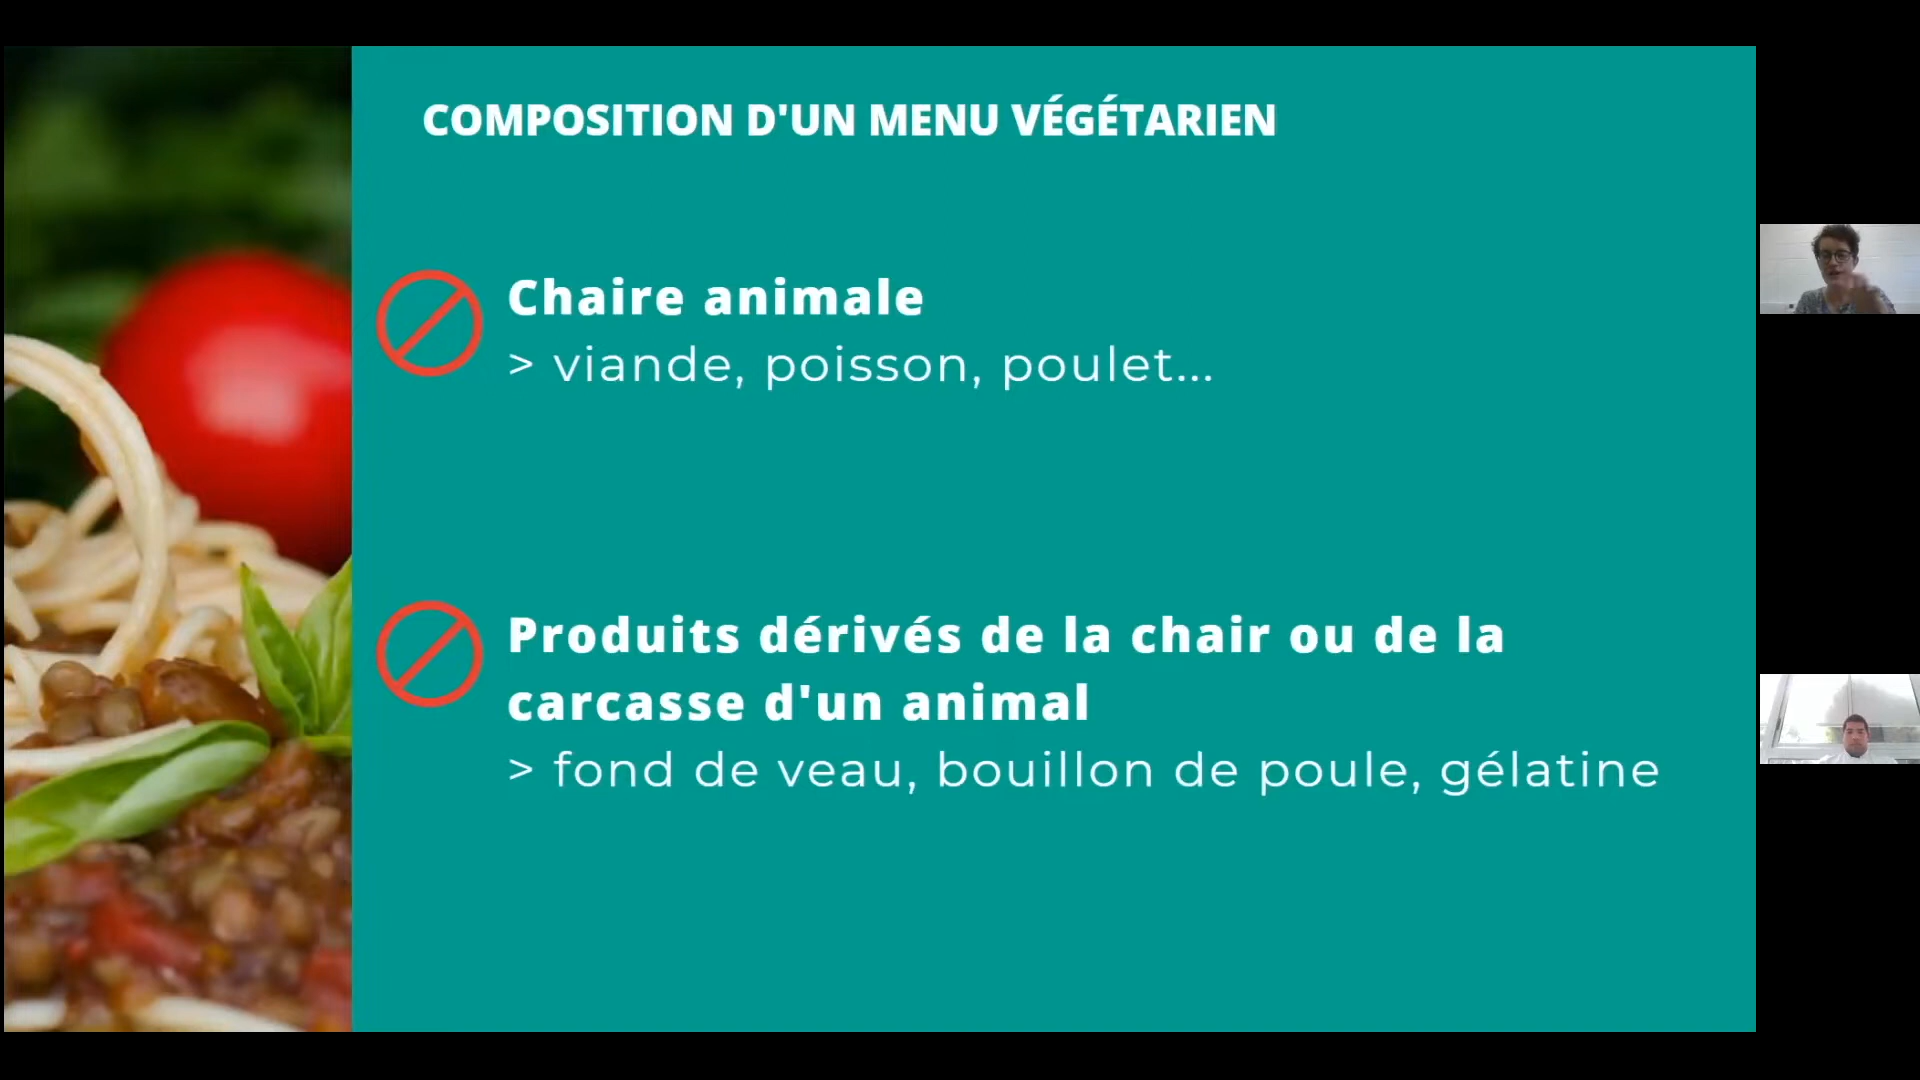 COMPOSITION D'UN MENU VÉGÉTARIEN
Chaire animale
> viande, poisson, poulet...
Produits dérivés de la chair ou de la
carcasse d'un animal
> fond de veau, bouillon de poule, gélatine